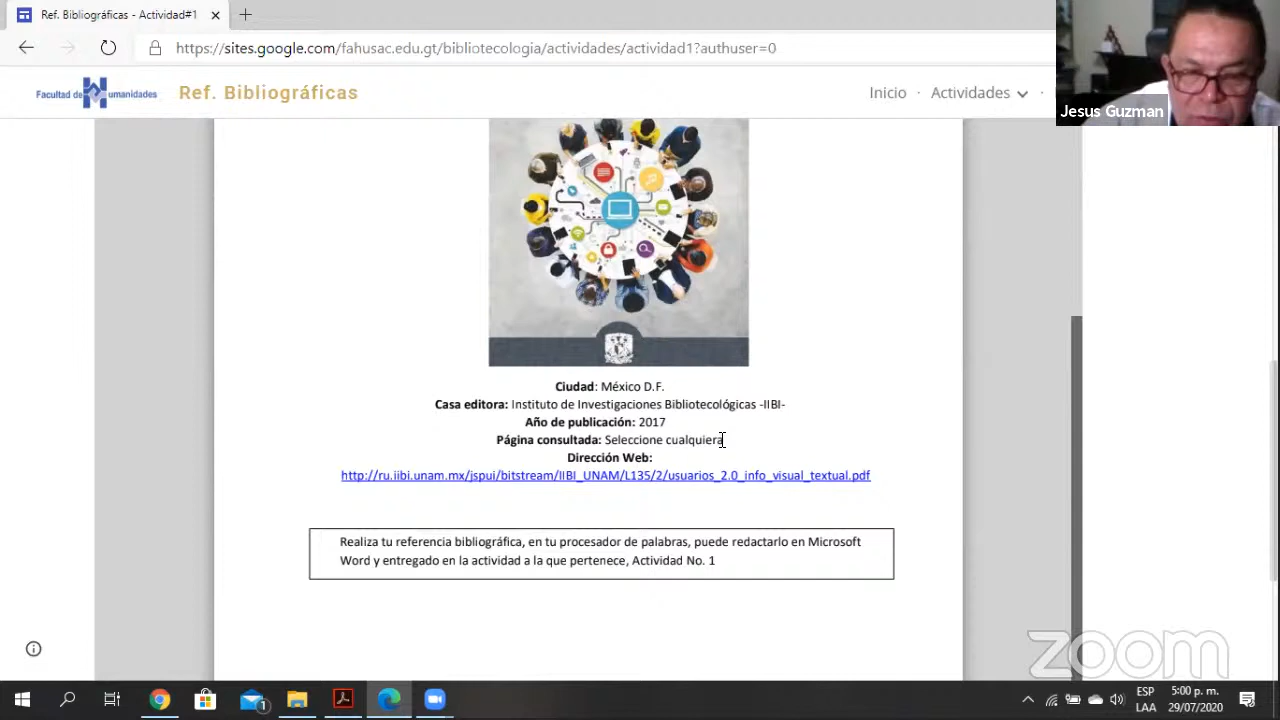 Ref. Bibliográficas - Actividad#1
https://sites.google.com/fahusac.edu.gt/bibliotecologia/actividades/actividad1?authuser=0
Facultad de Humanidades
Ref. Bibliográficas
Inicio · Actividades ·
Jesus Guzman
Ciudad: México D.F.
Casa editora: Instituto de Investigaciones Bibliotecológicas -IIBI-
Año de publicación: 2017
Página consultada: Seleccione cualquiera
Dirección Web:
http://ru.iibi.unam.mx/jspui/bitstream/IIBI_UNAM/L135/2/usuarios_2.0_info_visual_textual.pdf
Realiza tu referencia bibliográfica, en tu procesador de palabras, puede redactarlo en Microsoft
Word y entregado en la actividad a la que pertenece, Actividad No. 1
zoom
1
ESP
LAA
5:00 p. m.
29/07/2020